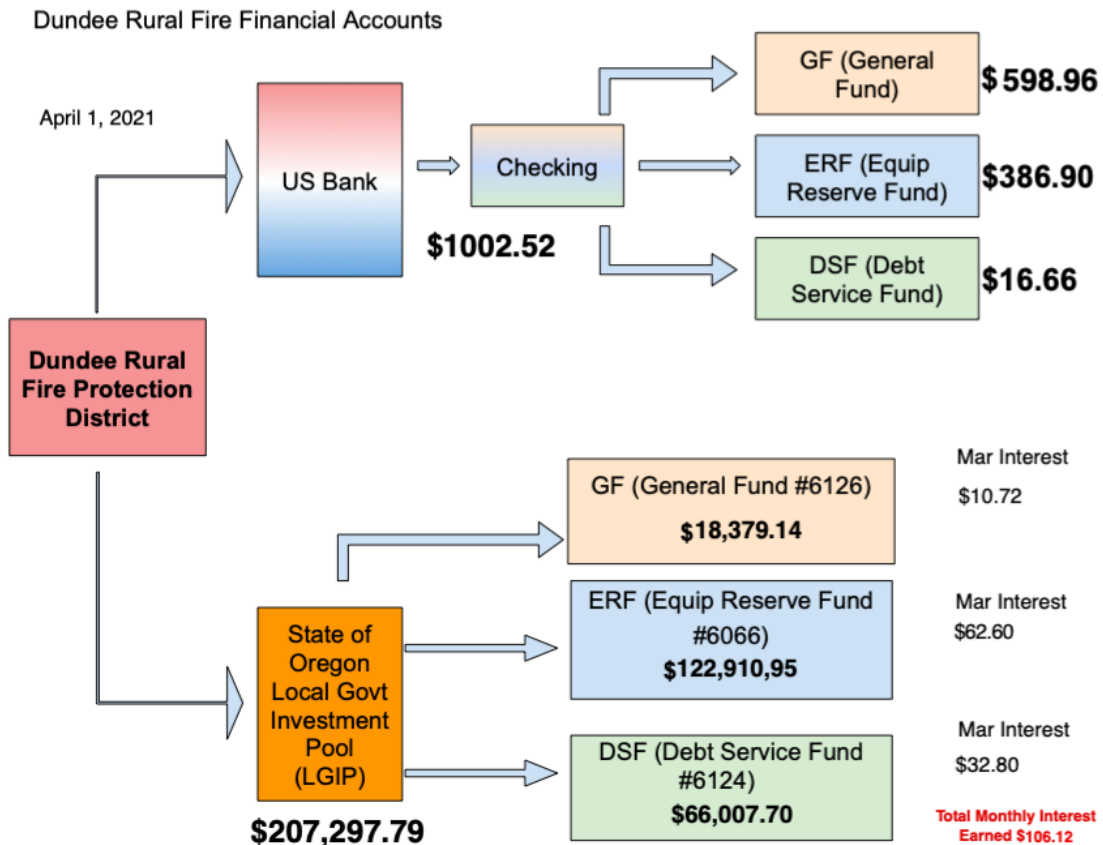 Dundee Rural Fire Financial Accounts
April 1, 2021
US Bank
Checking
$1002.52
GF (General
Fund)
$598.96
ERF (Equip
Reserve Fund)
$386.90
DSF (Debt
Service Fund)
$16.66
Dundee Rural
Fire Protection
District
State of
Oregon
Local Govt
Investment
Pool
(LGIP)
$207,297.79
GF (General Fund #6126)
$18,379.14
Mar Interest
$10.72
ERF (Equip Reserve Fund
#6066)
$122,910,95
Mar Interest
$62.60
DSF (Debt Service Fund
#6124)
$66,007.70
Mar Interest
$32.80
Total Monthly Interest
Earned $106.12